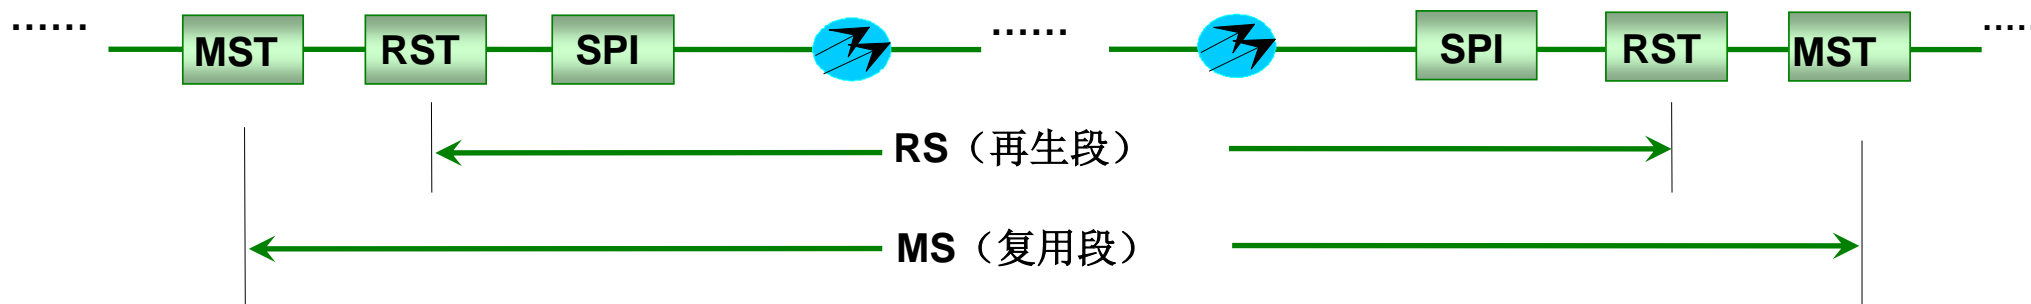 ...... MST RST SPI ...... SPI RST MST ......
RS（再生段）
MS（复用段）